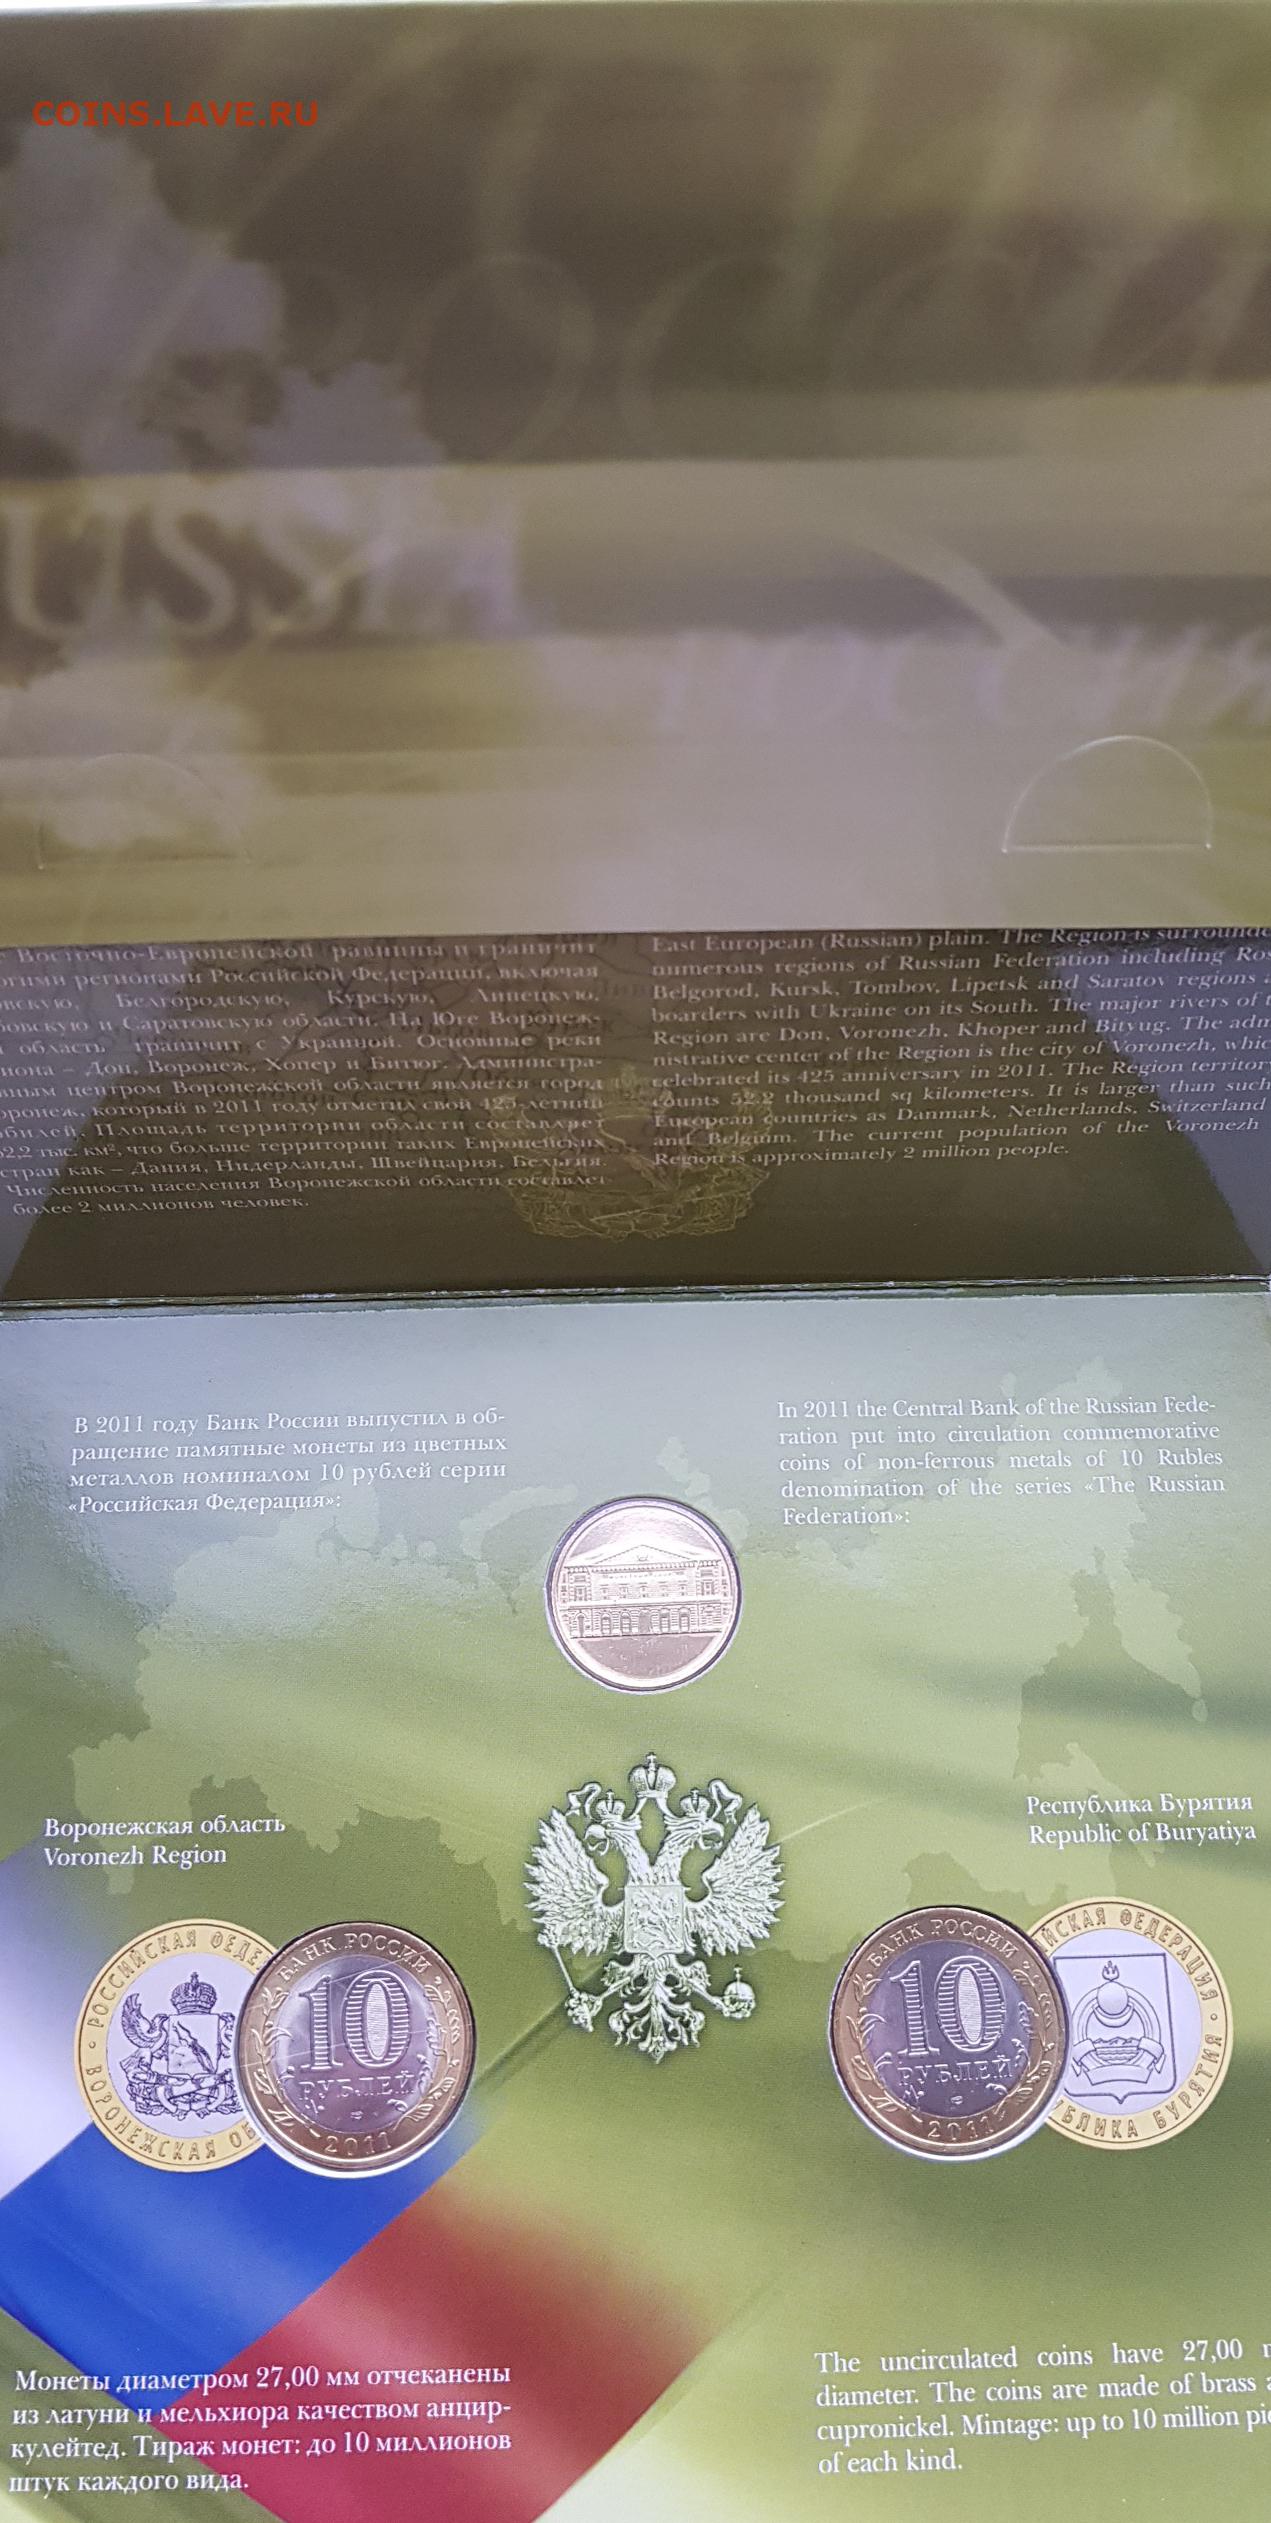 COINS.LAVE.RU
USSI
Восточно-Европейской равнины и граничит
регионами Российской Федерации, включая
Белгородскую, Курскую, Липецкую,
и Саратовскую области. На Юге Воронеж-
область граничит с Украиной. Основные реки
– Дон, Воронеж, Хопер и Битюг. Администра-
центром Воронежской области является город
который в 2011 году отметил свой 425-летний
Площадь территории области составляет
52,2 тыс. км², что больше территории таких Европейских
стран как – Дания, Нидерланды, Швейцария, Бельгия.
Численность населения Воронежской области составляет
более 2 миллионов человек.
East European (Russian) plain. The Region is surrounded
numerous regions of Russian Federation including Ros
Belgorod, Kursk, Tombov, Lipetsk and Saratov regions
boarders with Ukraine on its South. The major rivers of
Region are Don, Voronezh, Khoper and Bityug. The adm
nistrative center of the Region is the city of Voronezh, whic
celebrated its 425 anniversary in 2011. The Region territor
counts 52.2 thousand sq kilometers. It is larger than such
European countries as Danmark, Netherlands, Switzerland
and Belgium. The current population of the Voronezh
Region is approximately 2 million people.
В 2011 году Банк России выпустил в об-
ращение памятные монеты из цветных
металлов номиналом 10 рублей серии
«Российская Федерация»:
In 2011 the Central Bank of the Russian Fede-
ration put into circulation commemorative
coins of non-ferrous metals of 10 Rubles
denomination of the series «The Russian
Federation»:
Воронежская область
Voronezh Region
Республика Бурятия
Republic of Buryatiya
РОССИЙСКАЯ ФЕДЕ
ВОРОНЕЖСКАЯ ОБ
БАНК РОССИИ
10
РУБЛЕЙ
2011
БАНК РОССИИ
10
РУБЛЕЙ
2011
ЙСКАЯ ФЕДЕРАЦИЯ
УБЛИКА БУРЯТИЯ
Монеты диаметром 27,00 мм отчеканены
из латуни и мельхиора качеством анцир-
кулейтед. Тираж монет: до 10 миллионов
штук каждого вида.
The uncirculated coins have 27,00 m
diameter. The coins are made of brass a
cupronickel. Mintage: up to 10 million pie
of each kind.